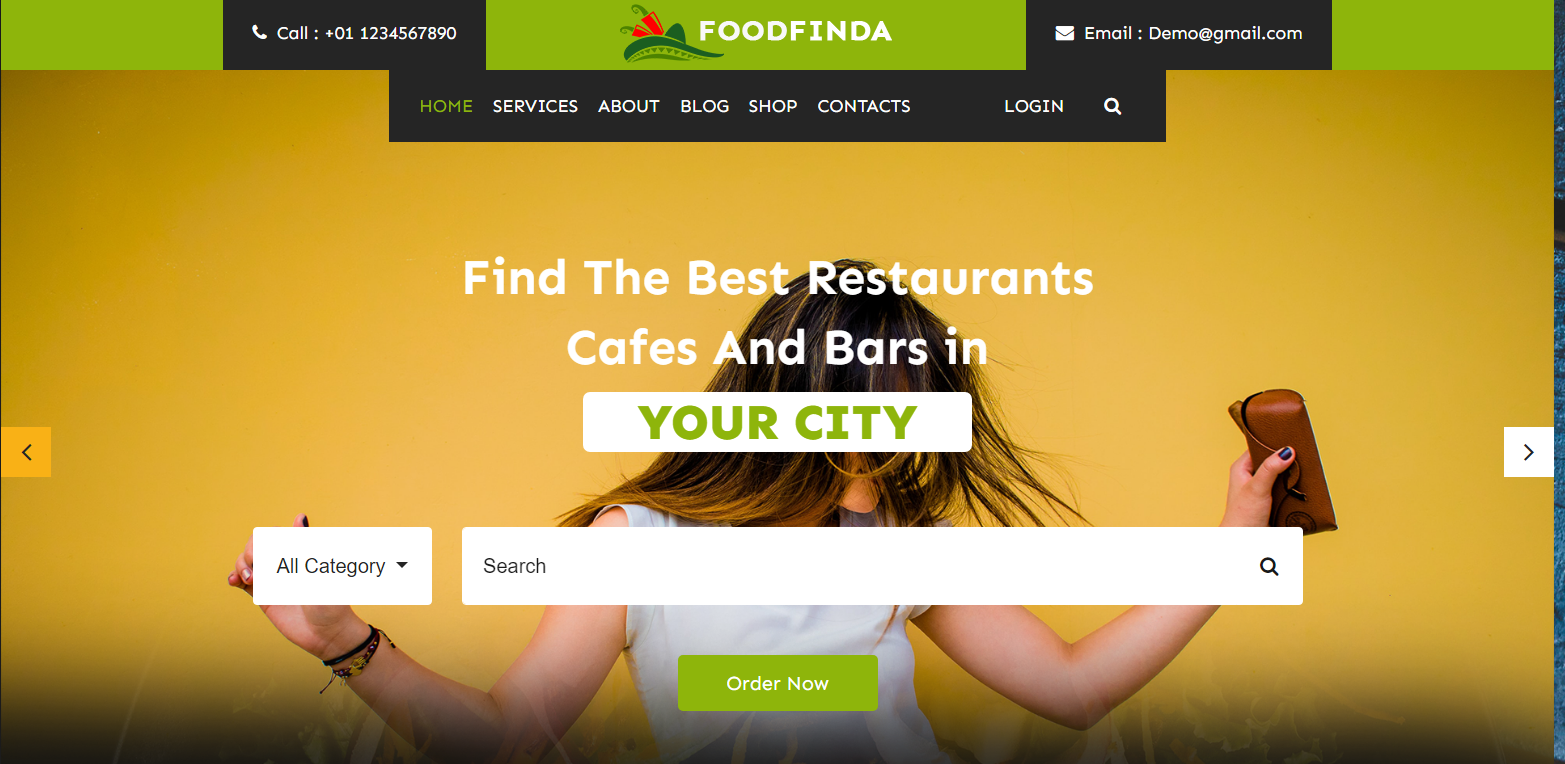 Call : +01 1234567890
FOODFINDA
Email : Demo@gmail.com
HOME SERVICES ABOUT BLOG SHOP CONTACTS LOGIN
Find The Best Restaurants
Cafes And Bars in
YOUR CITY
All Category
Search
Order Now